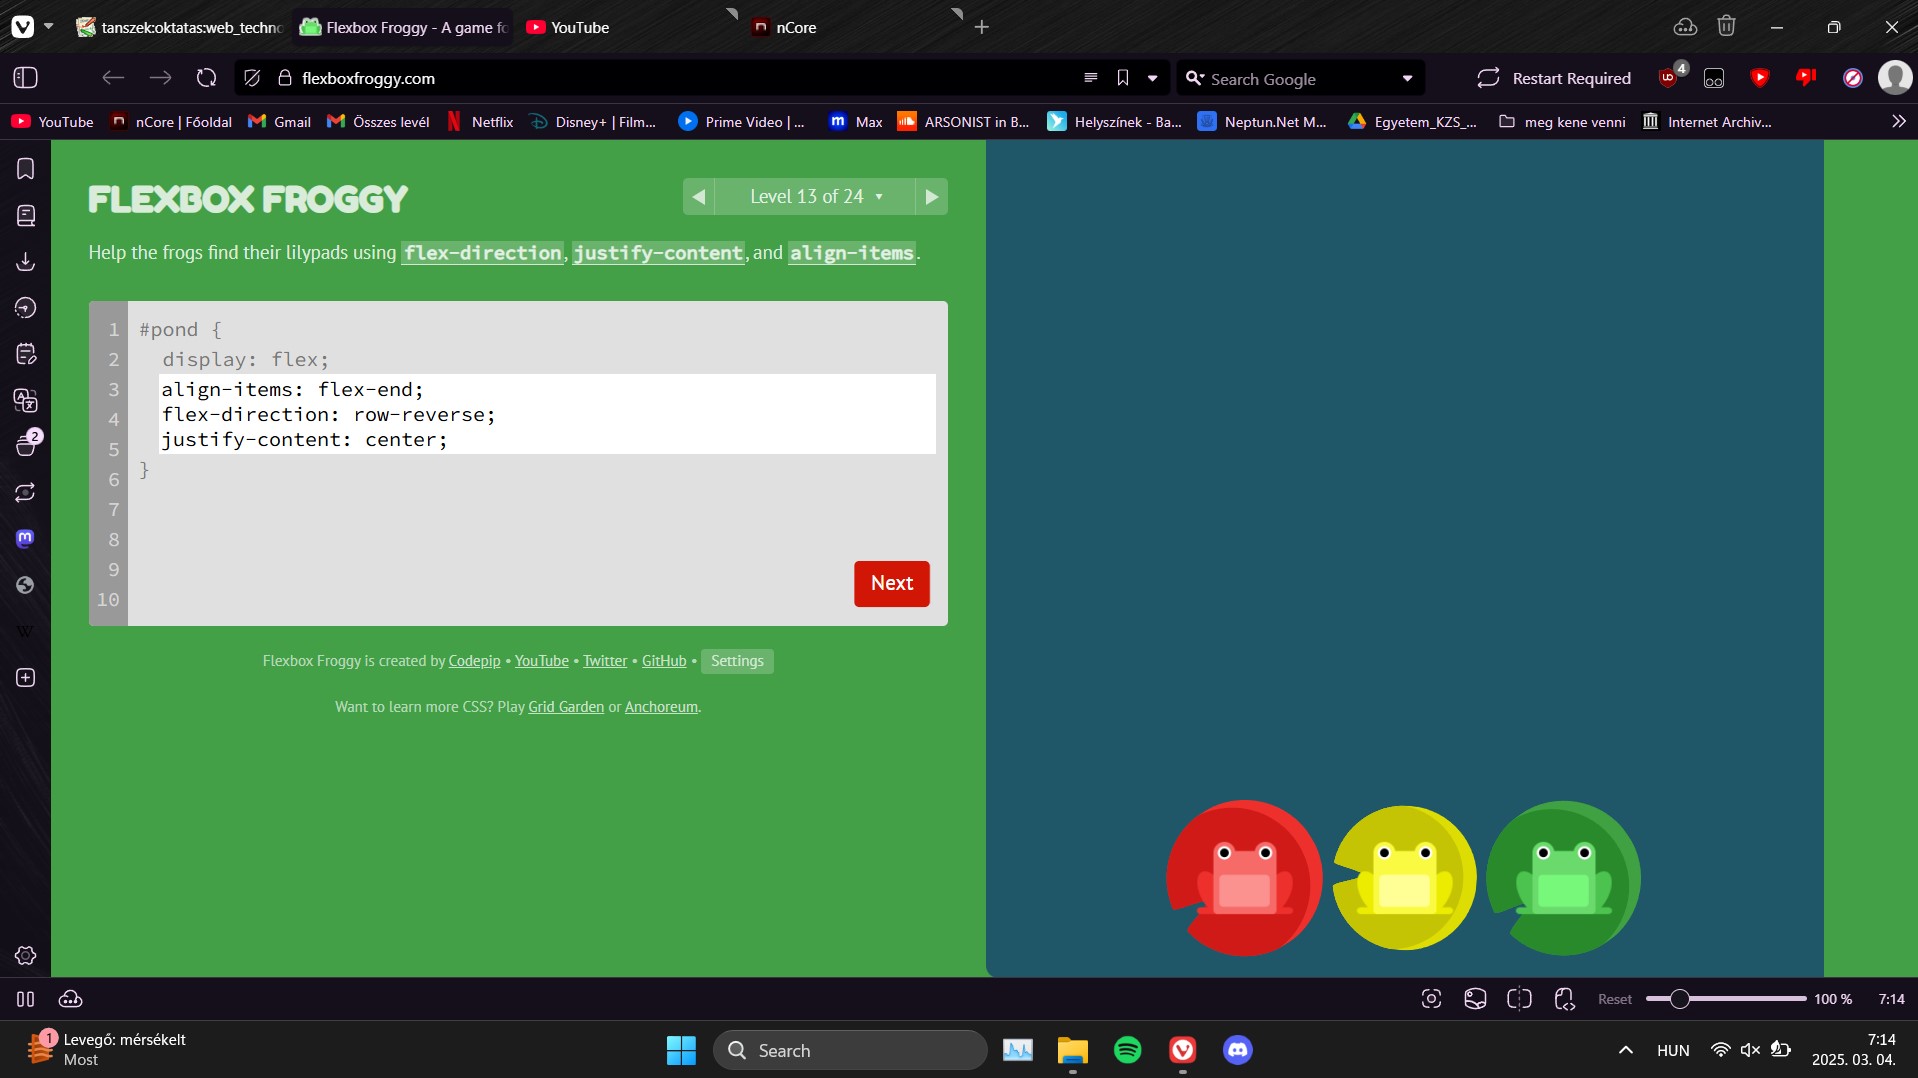 tanszek:oktatas:web_techno
Flexbox Froggy - A game fo
YouTube
nCore
flexboxfroggy.com
Search Google
Restart Required
4
YouTube
nCore | Főoldal
Gmail
Összes levél
Netflix
Disney+ | Film...
Prime Video | ...
Max
ARSONIST in B...
Helyszínek - Ba...
Neptun.Net M...
Egyetem_KZS_...
meg kene venni
Internet Archiv...
FLEXBOX FROGGY
Level 13 of 24
Help the frogs find their lilypads using flex-direction, justify-content, and align-items.
1 #pond {
2 display: flex;
3 align-items: flex-end;
4 flex-direction: row-reverse;
5 justify-content: center;
6 }
7
8
9
10
Next
2
Flexbox Froggy is created by Codepip • YouTube • Twitter • GitHub • Settings
Want to learn more CSS? Play Grid Garden or Anchoreum.
Reset
100 %
7:14
1
Levegő: mérsékelt
Most
Search
HUN
7:14
2025. 03. 04.